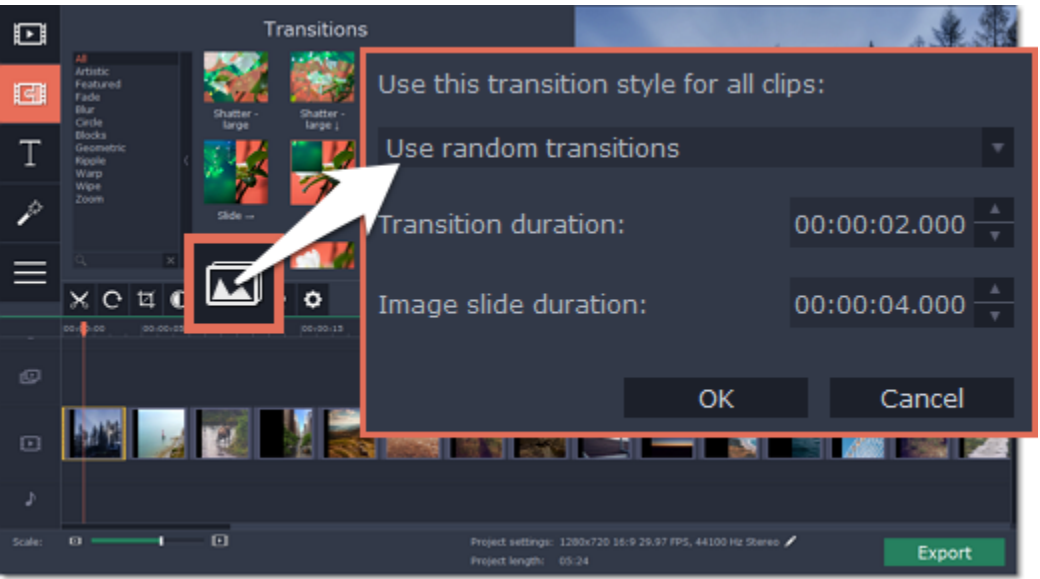 Transitions
All
Artistic
Featured
Fade
Blur
Circle
Blocks
Geometric
Ripple
Warp
Wipe
Zoom
Shatter -
large
Shatter -
large ↓
Slide →
Use this transition style for all clips:
Use random transitions
Transition duration:
00:00:02.000
Image slide duration:
00:00:04.000
OK
Cancel
T
00:00:15
Scale:
Project settings: 1280x720 16:9 29.97 FPS, 44100 Hz Stereo
Project length: 05:24
Export